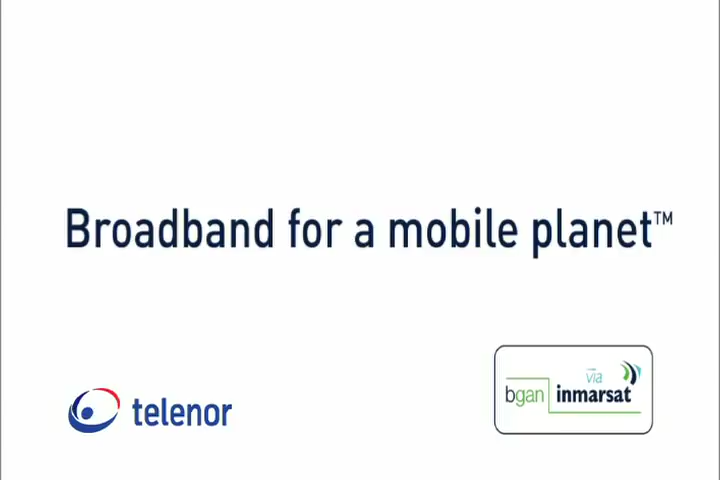 Broadband for a mobile planet™
telenor
via
bgan inmarsat